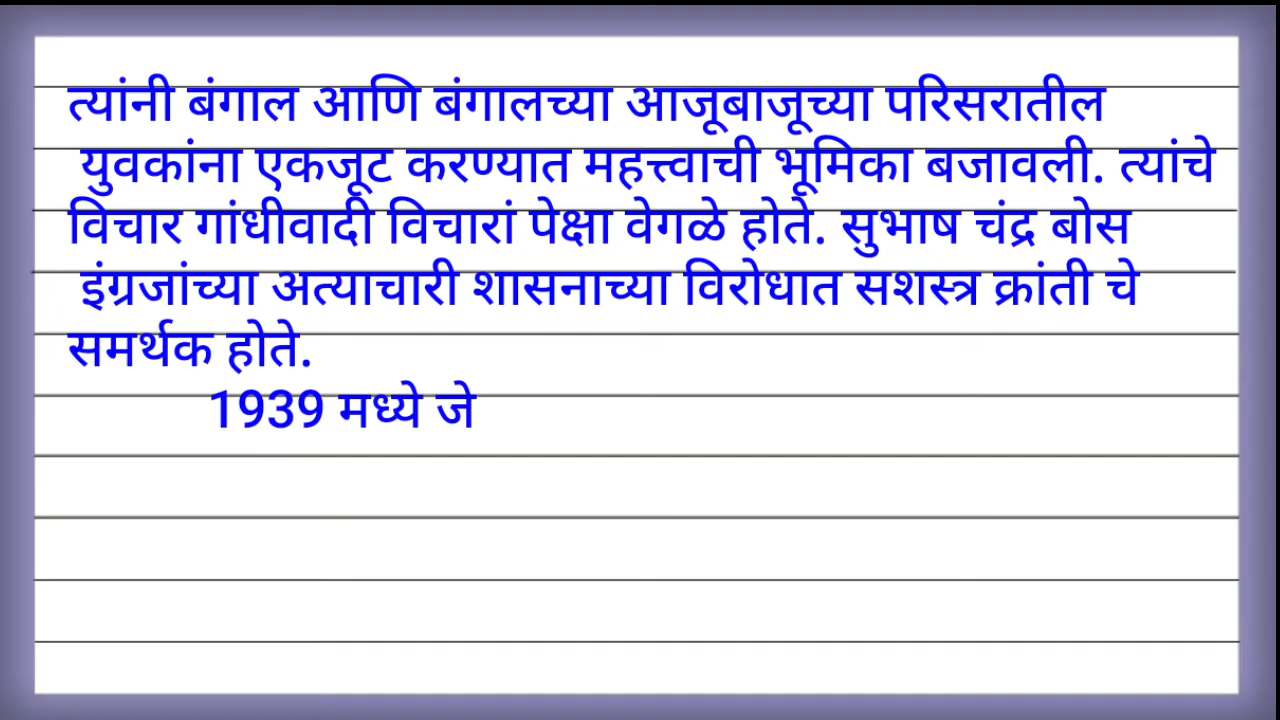 त्यांनी बंगाल आणि बंगालच्या आजूबाजूच्या परिसरातील
युवकांना एकजूट करण्यात महत्त्वाची भूमिका बजावली. त्यांचे
विचार गांधीवादी विचारां पेक्षा वेगळे होते. सुभाष चंद्र बोस
इंग्रजांच्या अत्याचारी शासनाच्या विरोधात सशस्त्र क्रांती चे
समर्थक होते.
1939 मध्ये जे